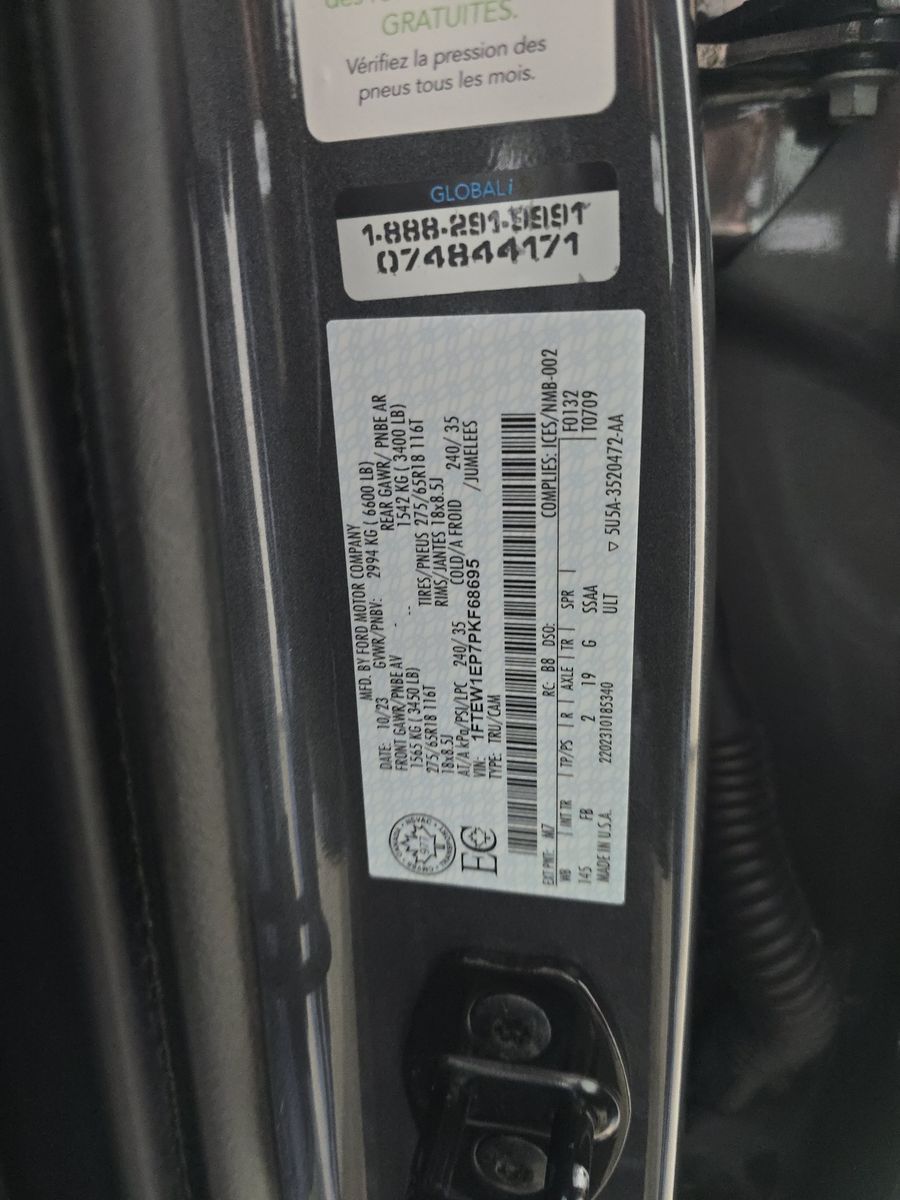 GRATUITES.
Vérifiez la pression des
pneus tous les mois.
GLOBALi
1-888-291-9991
074844171
MFD. BY FORD MOTOR COMPANY
DATE: 10/23 GVWR/PNBV: 2994 KG ( 6600 LB)
FRONT GAWR/PNBE AV REAR GAWR/ PNBE AR
1565 KG ( 3450 LB) 1542 KG ( 3400 LB)
275/65R18 116T TIRES/PNEUS 275/65R18 116T
18x8.5J RIMS/JANTES 18x8.5J
AT/A kPa/PSI/LPC 240/ 35 COLD/A FROID 240/ 35
VIN: 1FTEW1EP7PKF68695 /JUMELEES
TYPE: TRU/CAM
EC
EXT PNT: M7 RC: B8 DSO: COMPLIES: ICES/NMB-002
WB INT TR TP/PS R AXLE TR SPR F0132
145 FB 2 19 G SSAA T0709
MADE IN U.S.A. 2202310185340 ULT ▽ 5U5A-3520472-AA